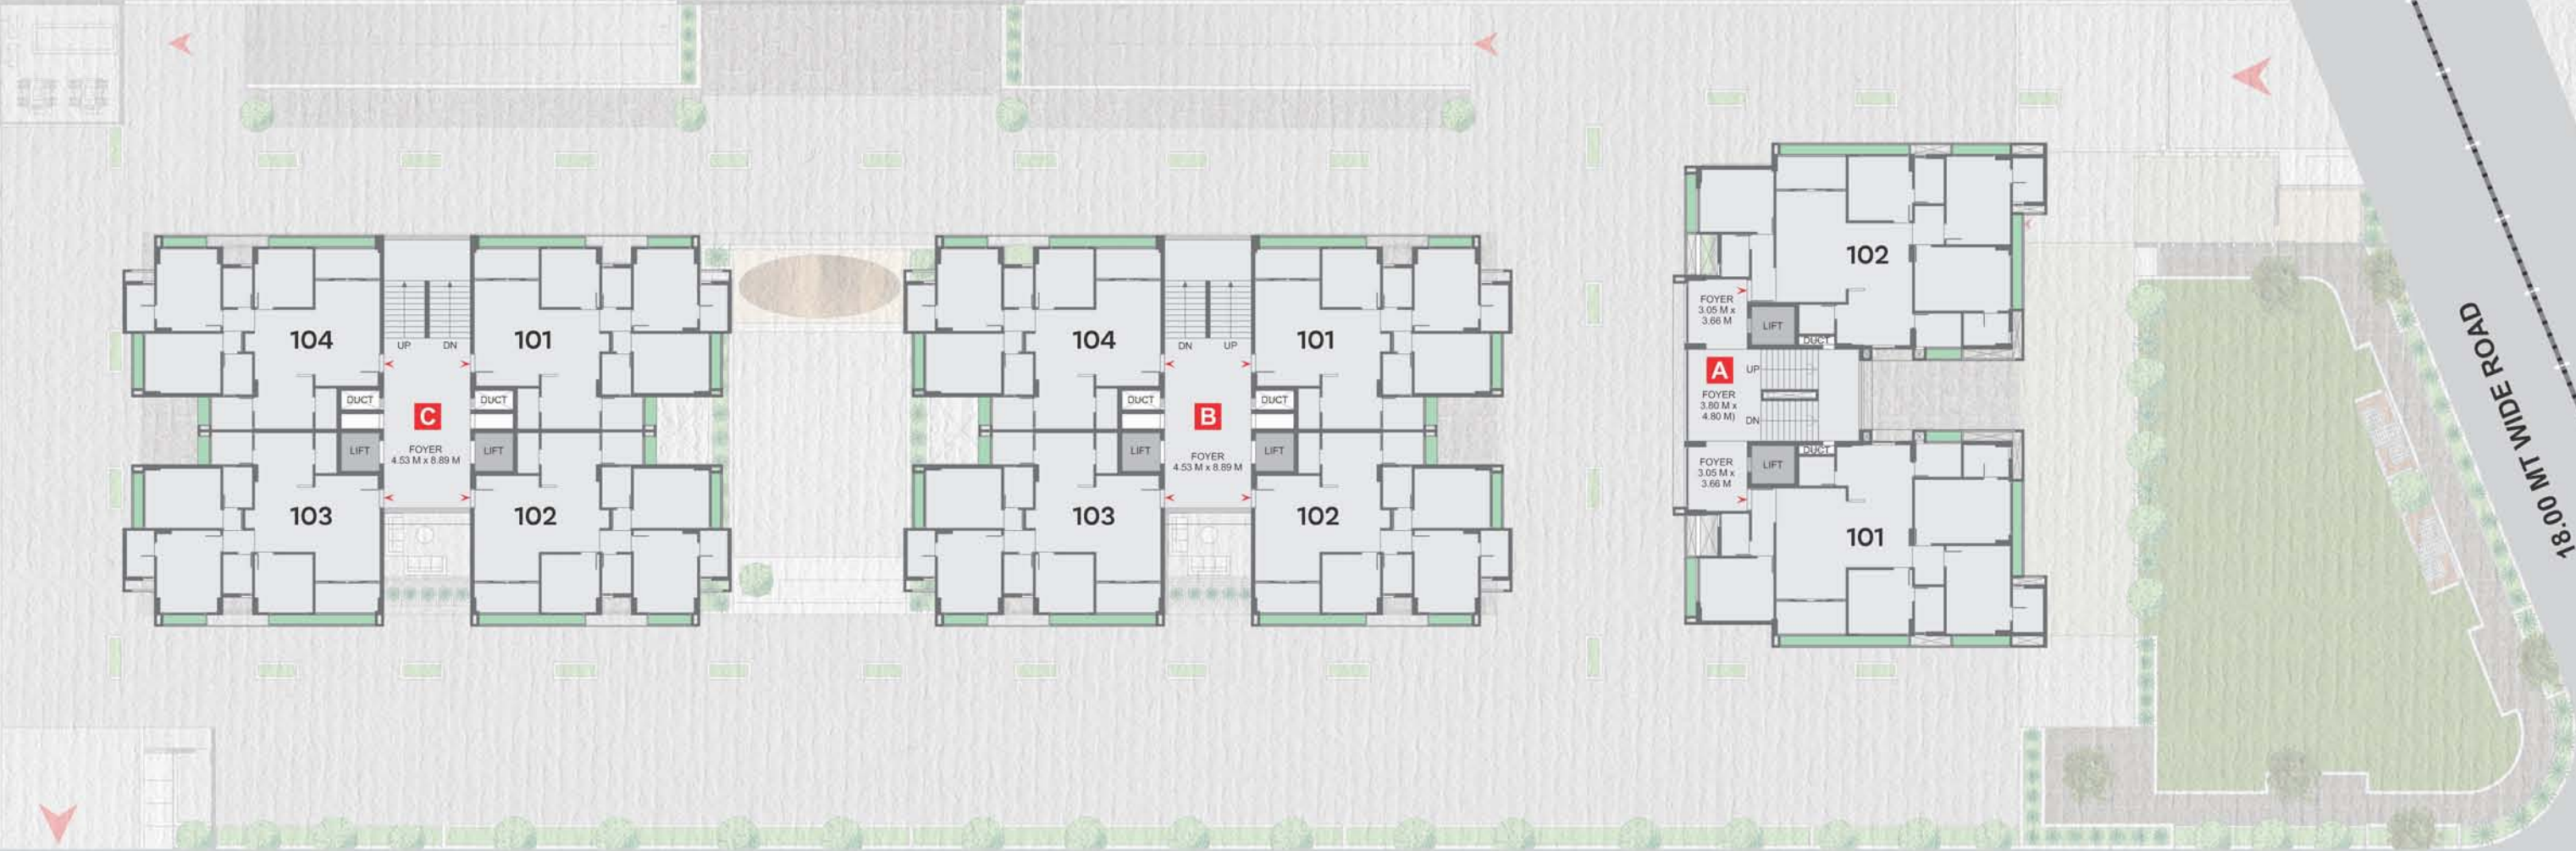 104
101
UP
DN
DUCT
DUCT
C
LIFT
FOYER
4.53 M x 8.89 M
LIFT
103
102
104
101
DN
UP
DUCT
DUCT
B
LIFT
FOYER
4.53 M x 8.89 M
LIFT
103
102
102
FOYER
3.05 M x
3.66 M
LIFT
DUCT
A
UP
FOYER
3.80 M x
4.80 M)
DN
DUCT
FOYER
3.05 M x
3.66 M
LIFT
101
18.00 MT WIDE ROAD